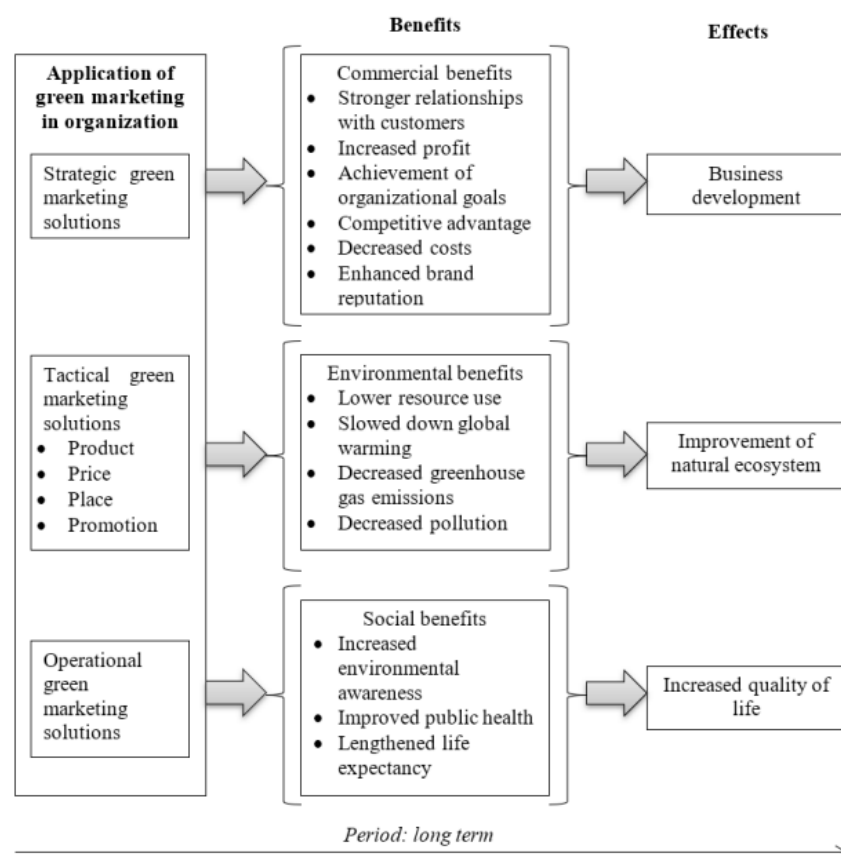 Benefits
Effects
Application of
green marketing
in organization
Strategic green
marketing
solutions
Commercial benefits
• Stronger relationships
with customers
• Increased profit
• Achievement of
organizational goals
• Competitive advantage
• Decreased costs
• Enhanced brand
reputation
Business
development
Tactical green
marketing
solutions
• Product
• Price
• Place
• Promotion
Environmental benefits
• Lower resource use
• Slowed down global
warming
• Decreased greenhouse
gas emissions
• Decreased pollution
Improvement of
natural ecosystem
Operational
green
marketing
solutions
Social benefits
• Increased
environmental
awareness
• Improved public health
• Lengthened life
expectancy
Increased quality of
life
Period: long term